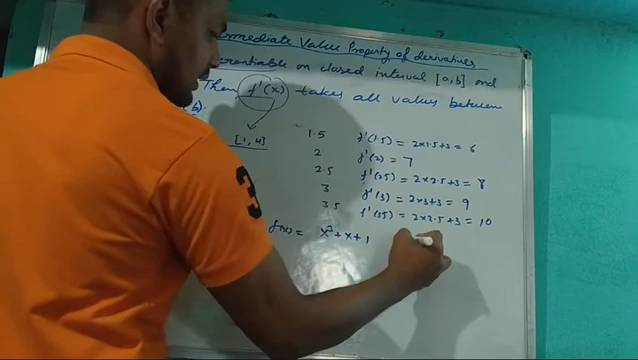 Value Property of derivatives
on closed interval [a,b] and
Then f'(x) takes all values between
b).
[1, 4]
1.5 f'(1.5) = 2×1.5+3 = 6
2 f'(2) = 7
2.5 f'(2.5) = 2×2.5+3 = 8
3 f'(3) = 2×3+3 = 9
3.5 f'(3.5) = 2×3.5+3 = 10
f(x) = x²+x+1
3